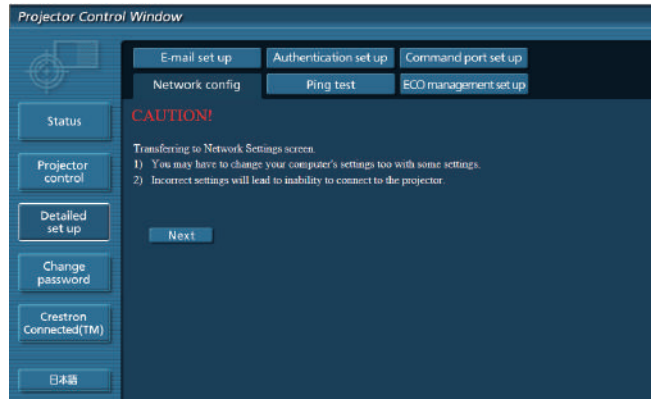 Projector Control Window
E-mail set up
Authentication set up
Command port set up
Network config
Ping test
ECO management set up
Status
Projector
control
Detailed
set up
Change
password
Crestron
Connected(TM)
日本語
CAUTION!
Transferring to Network Settings screen.
1) You may have to change your computer's settings too with some settings.
2) Incorrect settings will lead to inability to connect to the projector.
Next